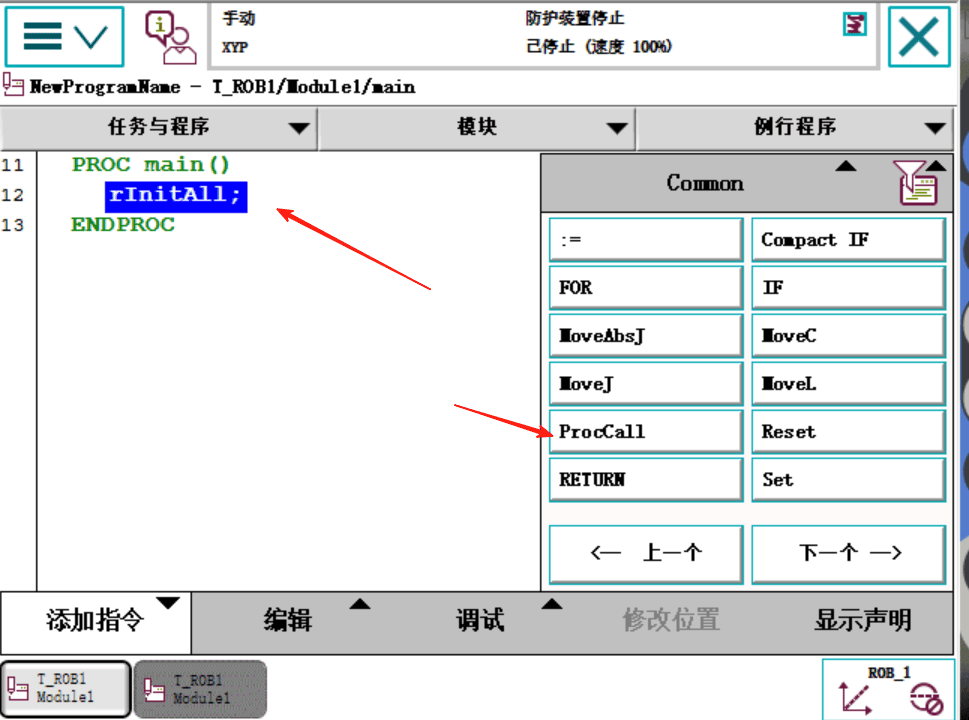 手动
防护装置停止
XYP
己停止 (速度 100%)
NewProgramName - T_ROB1/Module1/main
任务与程序
模块
例行程序
11 PROC main()
12 rInitAll;
13 ENDPROC
Common
:=
Compact IF
FOR
IF
MoveAbsJ
MoveC
MoveJ
MoveL
ProcCall
Reset
RETURN
Set
<— 上一个
下一个 —>
添加指令
编辑
调试
修改位置
显示声明
T_ROB1
Module1
T_ROB1
Module1
ROB_1